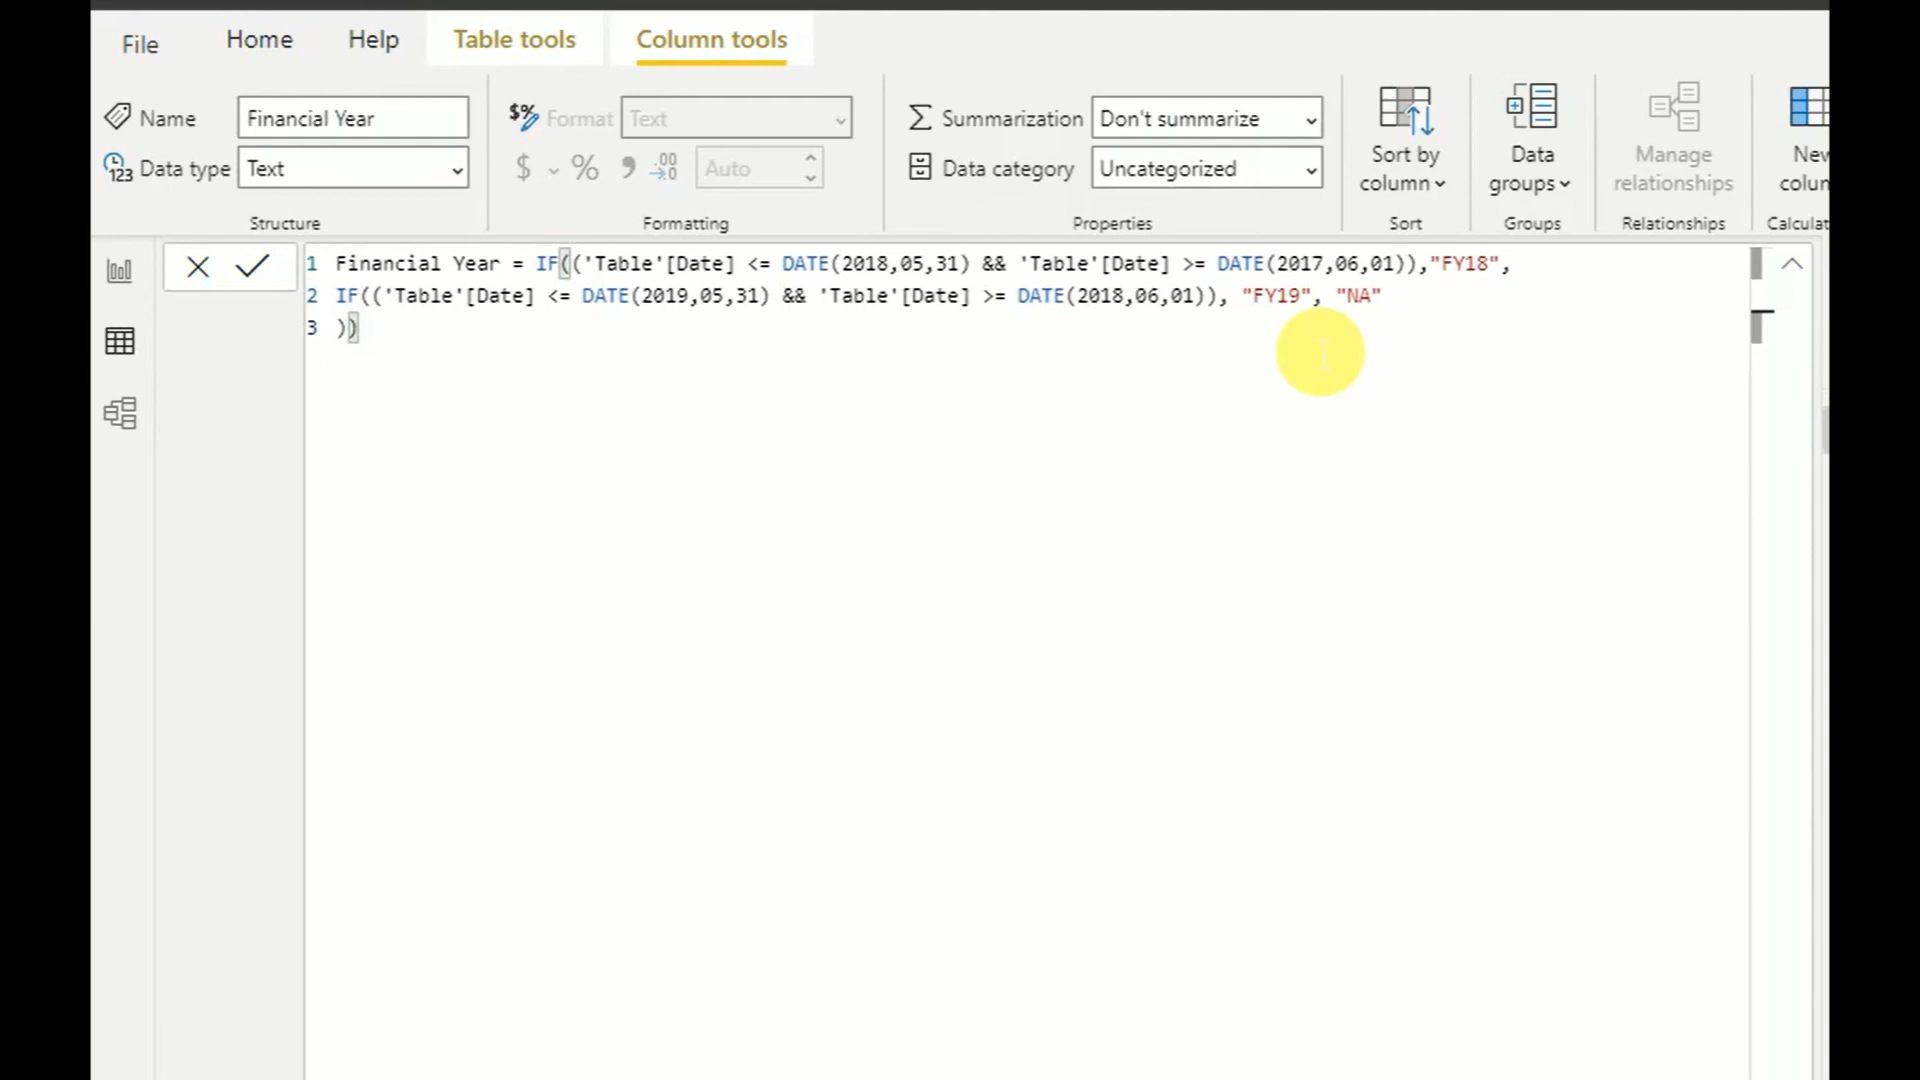 File Home Help Table tools Column tools
Name Financial Year $% Format Text Summarization Don't summarize
Data type Text $ % 9 .00 Auto Data category Uncategorized
Sort by column Data groups Manage relationships
Structure Formatting Properties Sort Groups Relationships
1 Financial Year = IF(('Table'[Date] <= DATE(2018,05,31) && 'Table'[Date] >= DATE(2017,06,01)),"FY18",
2 IF(('Table'[Date] <= DATE(2019,05,31) && 'Table'[Date] >= DATE(2018,06,01)), "FY19", "NA"
3 ))